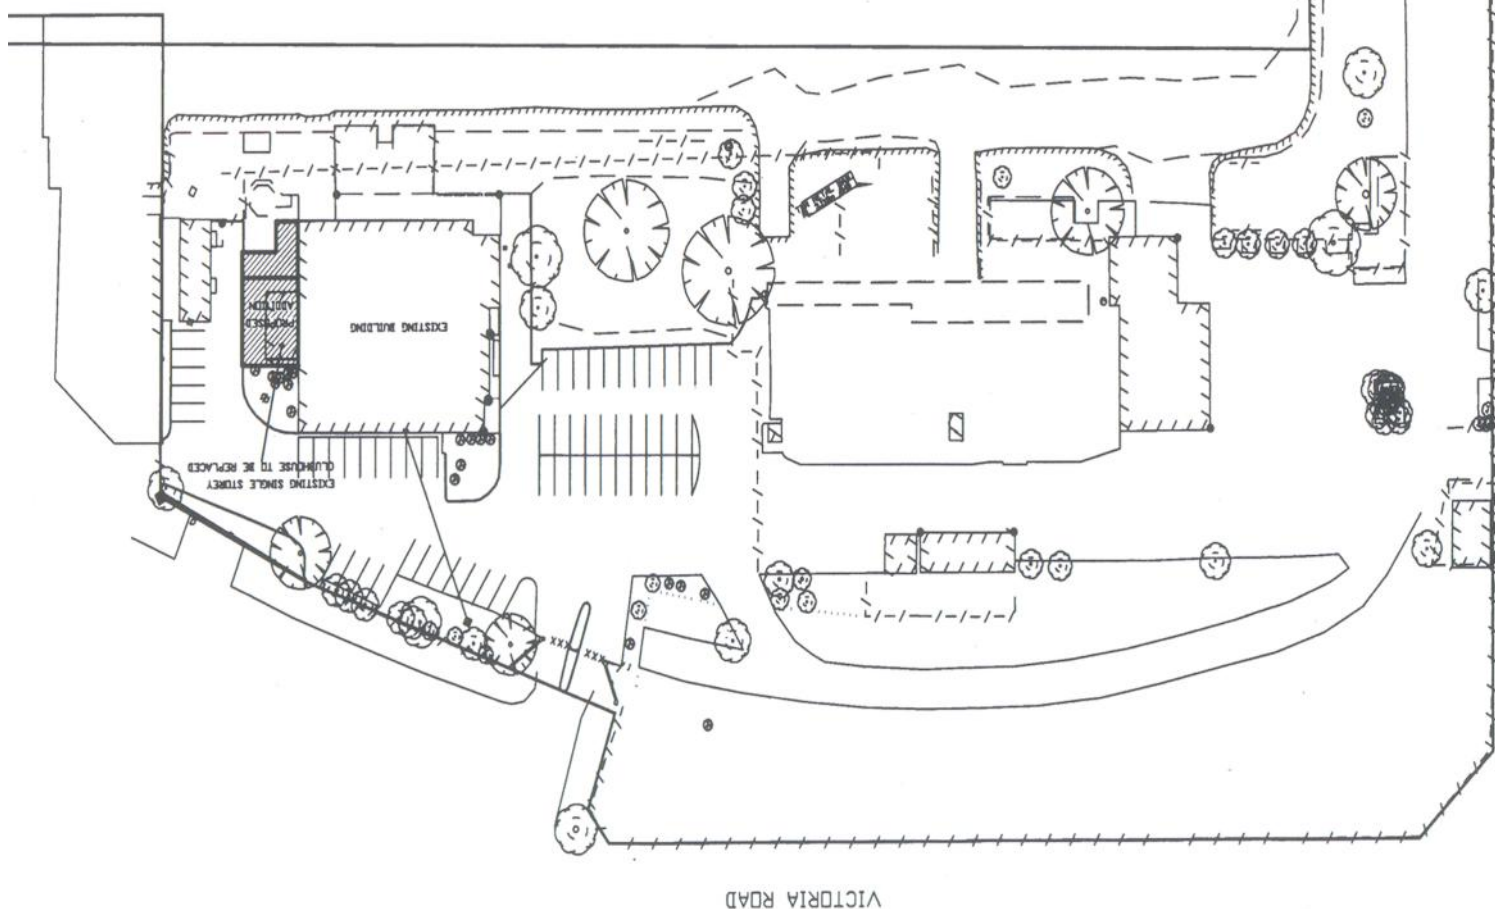 VICTORIA ROAD
EXISTING SINGLE STOREY
CLUBHOUSE TO BE REPLACED
EXISTING BUILDING
PROPOSED
ADDITION